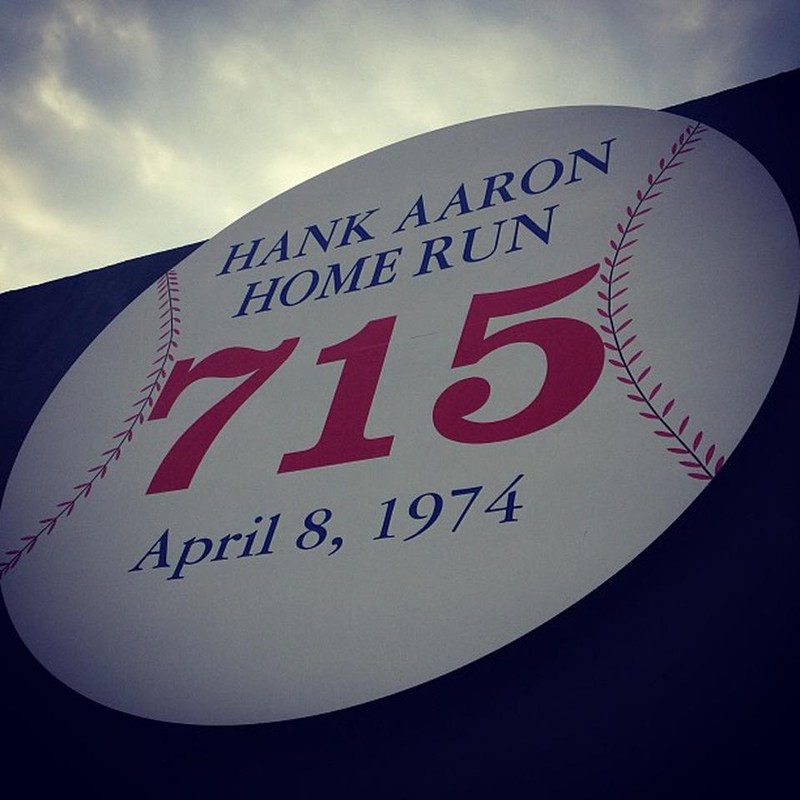 HANK AARON
HOME RUN
715
April 8, 1974